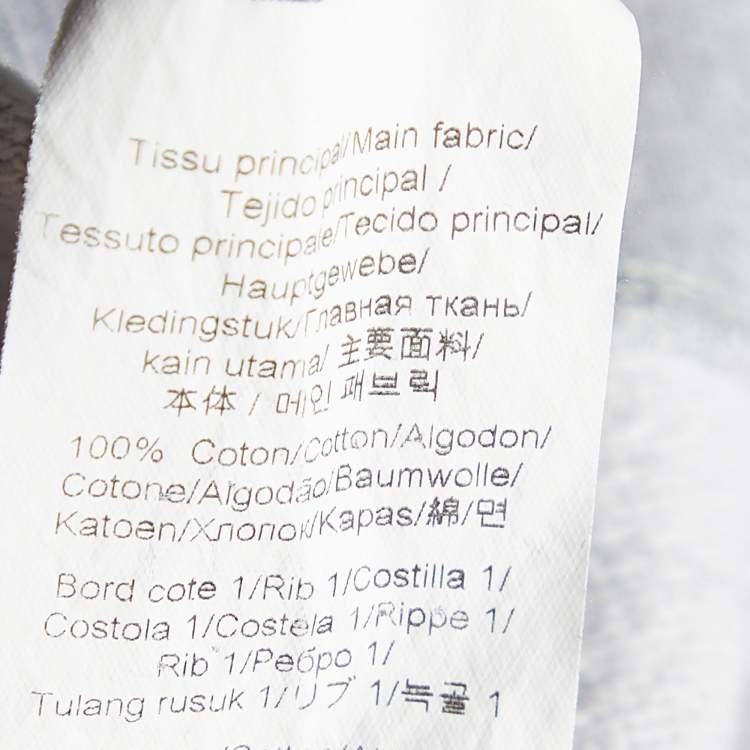 Tissu principal/Main fabric/
Tejido principal /
Tessuto principale/Tecido principal/
Hauptgewebe/
Kledingstuk/Главная ткань/
kain utama/ 主要面料/
本体 / 메인 패브릭
100% Coton/Cotton/Algodon/
Cotone/Algodão/Baumwolle/
Katoen/Хлопок/Kapas/綿/면
Bord cote 1/Rib 1/Costilla 1/
Costola 1/Costela 1/Rippe 1/
Rib 1/Ребро 1/
Tulang rusuk 1/リブ 1/늑골 1